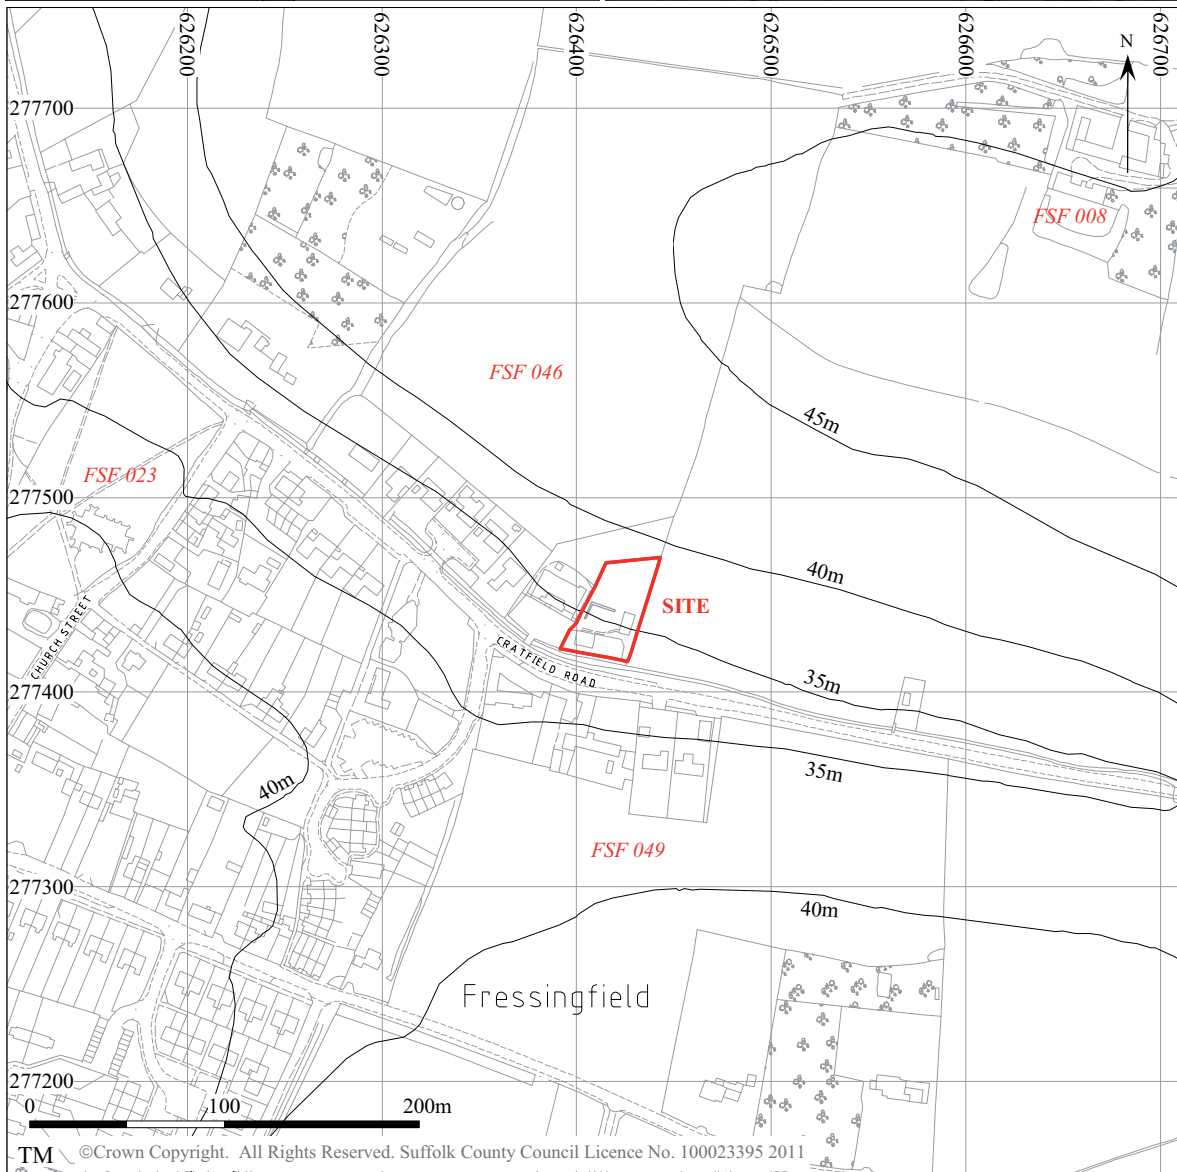 626200
626300
626400
626500
626600
626700
N
277700
FSF 008
277600
FSF 046
45m
FSF 023
277500
40m
SITE
CHURCH STREET
CRATFIELD ROAD
35m
277400
35m
40m
FSF 049
277300
40m
Fressingfield
277200
0
100
200m
TM
©Crown Copyright. All Rights Reserved. Suffolk County Council Licence No. 100023395 2011